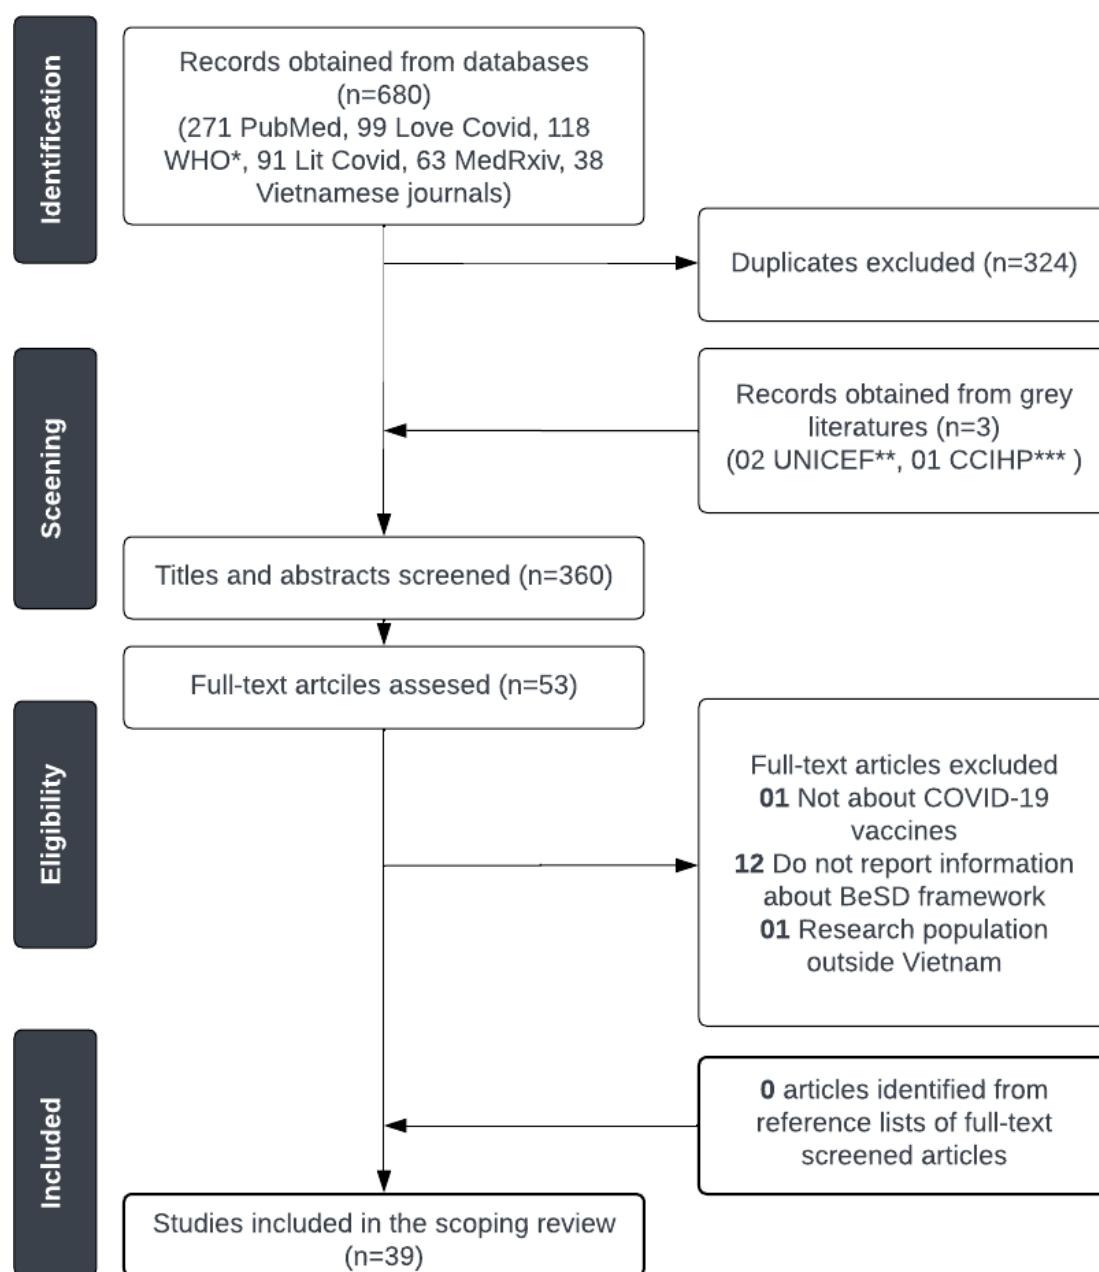 Identification
Records obtained from databases
(n=680)
(271 PubMed, 99 Love Covid, 118
WHO*, 91 Lit Covid, 63 MedRxiv, 38
Vietnamese journals)
Duplicates excluded (n=324)
Sceening
Records obtained from grey
literatures (n=3)
(02 UNICEF**, 01 CCIHP*** )
Titles and abstracts screened (n=360)
Full-text artciles assesed (n=53)
Eligibility
Full-text articles excluded
01 Not about COVID-19
vaccines
12 Do not report information
about BeSD framework
01 Research population
outside Vietnam
Included
0 articles identified from
reference lists of full-text
screened articles
Studies included in the scoping review
(n=39)